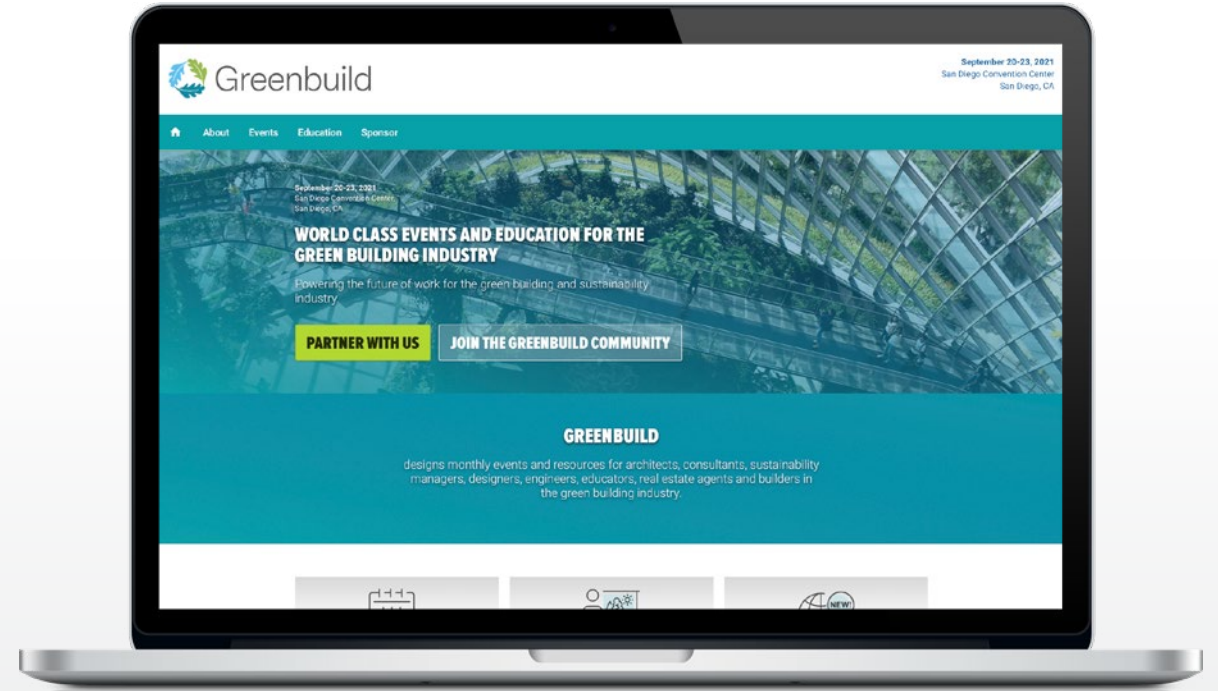 Greenbuild
September 20-23, 2021
San Diego Convention Center
San Diego, CA
About Events Education Sponsor
September 20-23, 2021
San Diego Convention Center
San Diego, CA
WORLD CLASS EVENTS AND EDUCATION FOR THE
GREEN BUILDING INDUSTRY
Powering the future of work for the green building and sustainability
industry.
PARTNER WITH US JOIN THE GREENBUILD COMMUNITY
GREENBUILD
designs monthly events and resources for architects, consultants, sustainability
managers, designers, engineers, educators, real estate agents and builders in
the green building industry.
NEW!